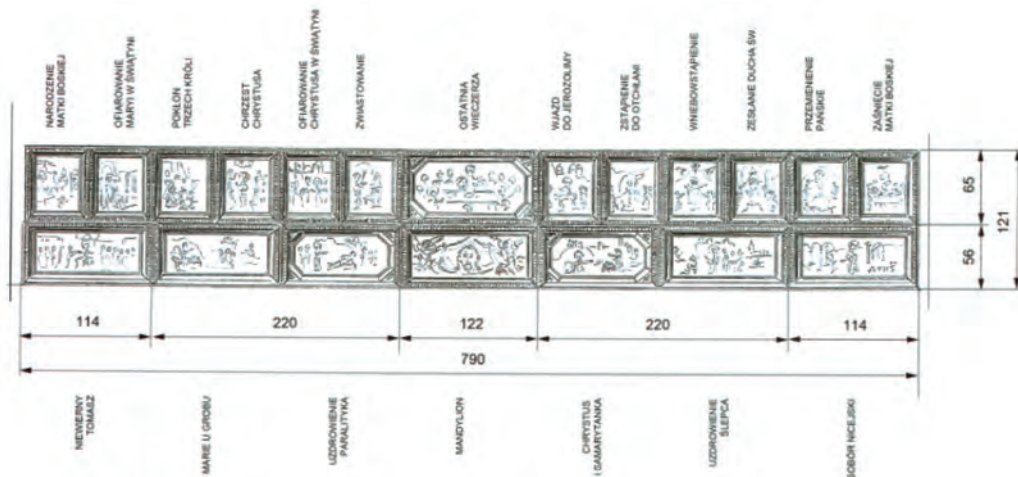 NARODZENIE
MATKI BOSKIEJ
OFIAROWANIE
MARYI W ŚWIĄTYNI
POKŁON
TRZECH KRÓLI
CHRZEST
CHRYSTUSA
OFIAROWANIE
CHRYSTUSA W ŚWIĄTYNI
ZWIASTOWANIE
OSTATNIA
WIECZERZA
WJAZD
DO JEROZOLIMY
ZSTĄPIENIE
DO OTCHŁANI
WNIEBOWSTĄPIENIE
ZESŁANIE DUCHA ŚW.
PRZEMIENIENIE
PAŃSKIE
ZAŚNIĘCIE
MATKI BOSKIEJ
65
56
121
114
220
122
220
114
790
NIEWIERNY
TOMASZ
MARIE U GROBU
UZDROWIENIE
PARALITYKA
MANDYLION
CHRYSTUS
I SAMARYTANKA
UZDROWIENIE
ŚLEPCA
SOBÓR NICEJSKI